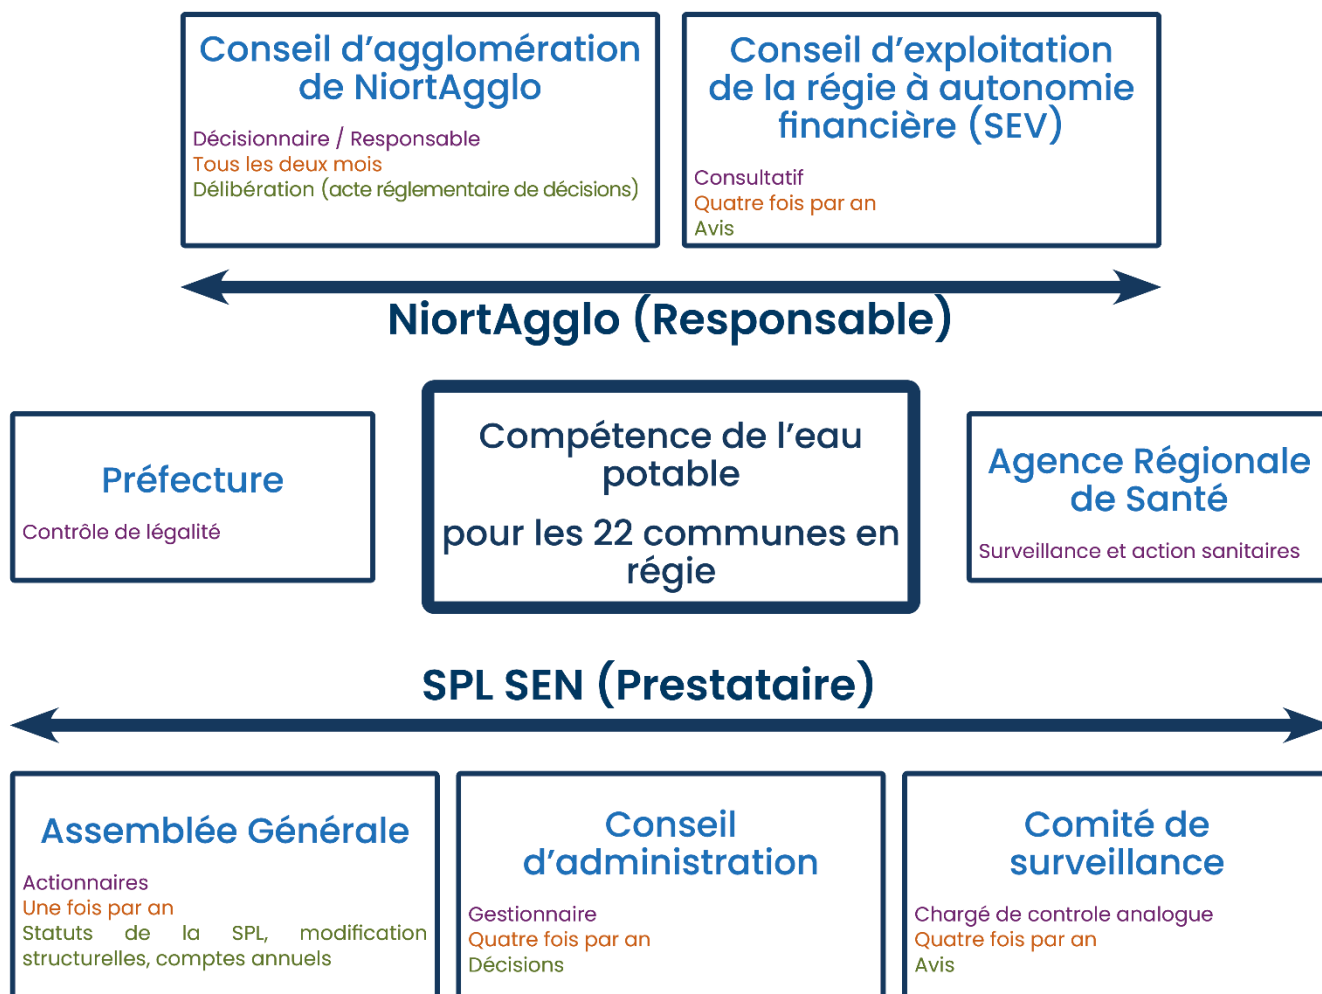 Conseil d’agglomération
de NiortAgglo
Décisionnaire / Responsable
Tous les deux mois
Délibération (acte réglementaire de décisions)
Conseil d’exploitation
de la régie à autonomie
financière (SEV)
Consultatif
Quatre fois par an
Avis
NiortAgglo (Responsable)
Préfecture
Contrôle de légalité
Compétence de l’eau
potable
pour les 22 communes en
régie
Agence Régionale
de Santé
Surveillance et action sanitaires
SPL SEN (Prestataire)
Assemblée Générale
Actionnaires
Une fois par an
Statuts de la SPL, modification
structurelles, comptes annuels
Conseil
d’administration
Gestionnaire
Quatre fois par an
Décisions
Comité de
surveillance
Chargé de controle analogue
Quatre fois par an
Avis